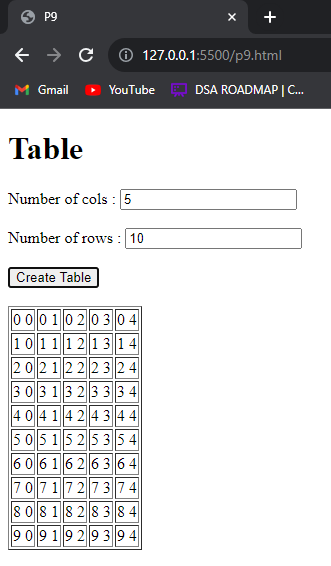 P9
127.0.0.1:5500/p9.html
Gmail YouTube DSA ROADMAP | C...
Table
Number of cols : 5
Number of rows : 10
Create Table
0 0 0 1 0 2 0 3 0 4
1 0 1 1 1 2 1 3 1 4
2 0 2 1 2 2 2 3 2 4
3 0 3 1 3 2 3 3 3 4
4 0 4 1 4 2 4 3 4 4
5 0 5 1 5 2 5 3 5 4
6 0 6 1 6 2 6 3 6 4
7 0 7 1 7 2 7 3 7 4
8 0 8 1 8 2 8 3 8 4
9 0 9 1 9 2 9 3 9 4